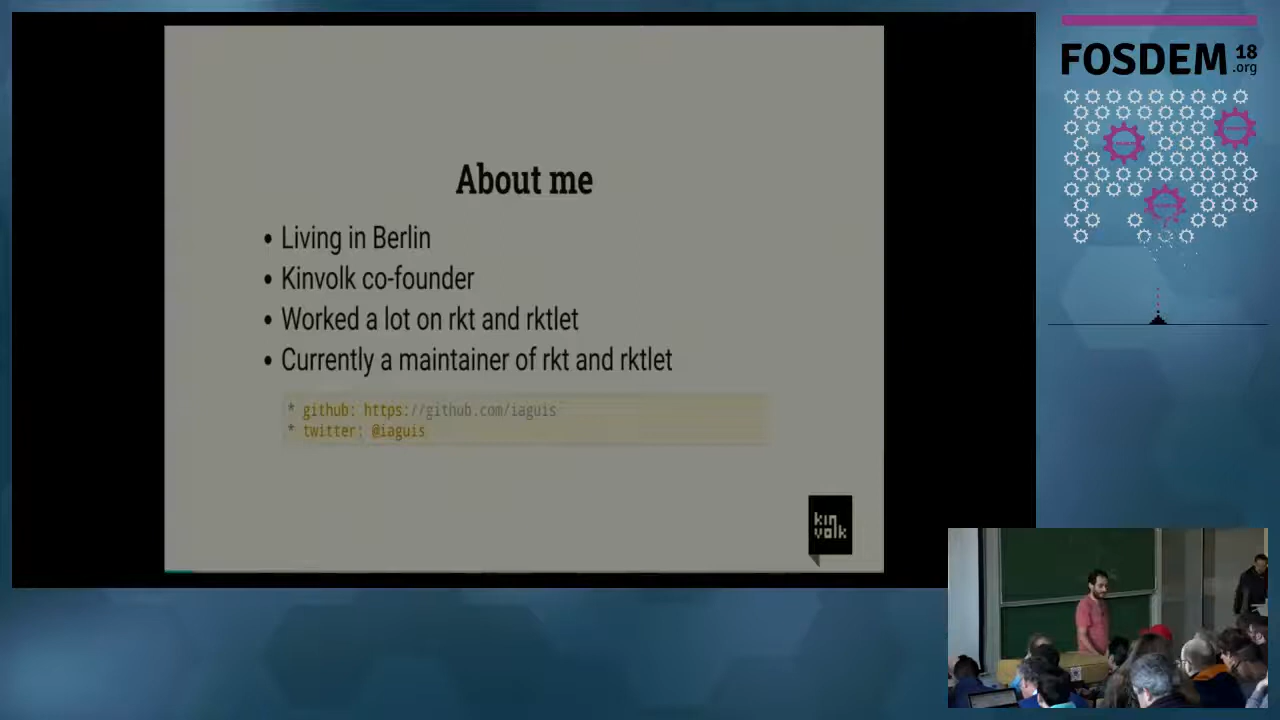 About me
• Living in Berlin
• Kinvolk co-founder
• Worked a lot on rkt and rktlet
• Currently a maintainer of rkt and rktlet
* github: https://github.com/iaguis
* twitter: @iaguis
kin
volk
FOSDEM 18
.org